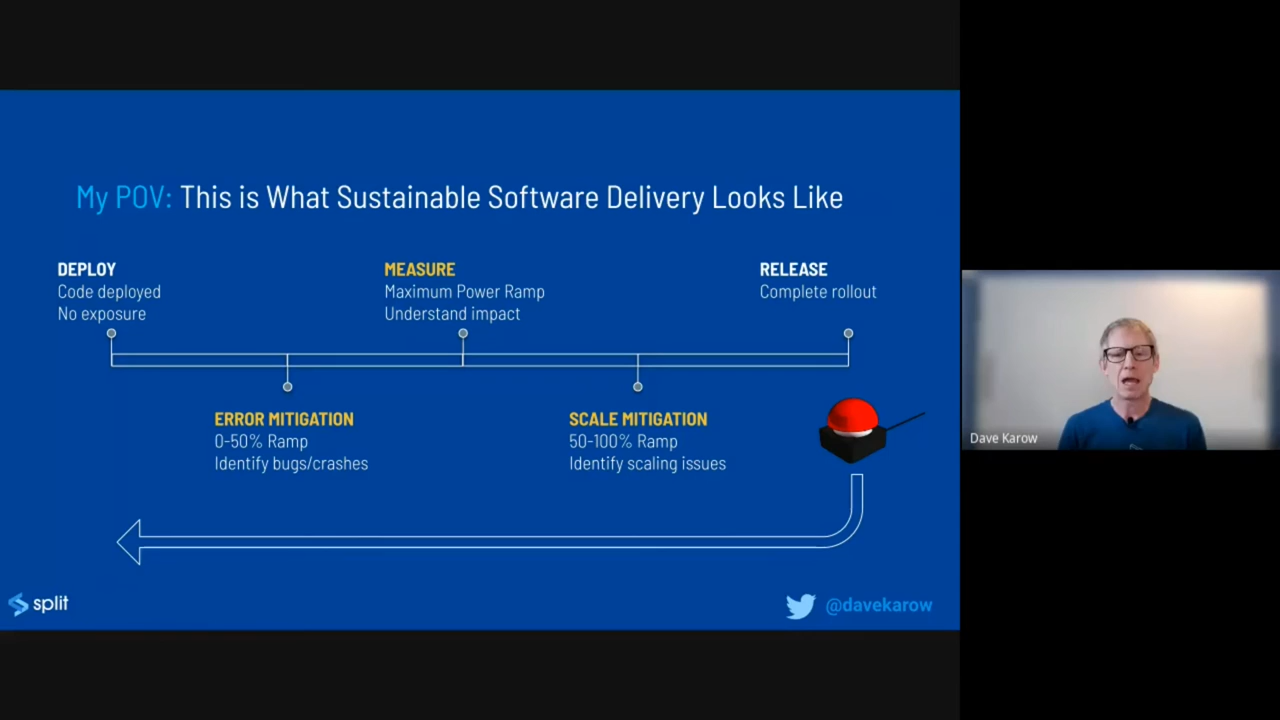 My POV: This is What Sustainable Software Delivery Looks Like
DEPLOY
Code deployed
No exposure
MEASURE
Maximum Power Ramp
Understand impact
RELEASE
Complete rollout
ERROR MITIGATION
0-50% Ramp
Identify bugs/crashes
SCALE MITIGATION
50-100% Ramp
Identify scaling issues
split
@davekarow
Dave Karow